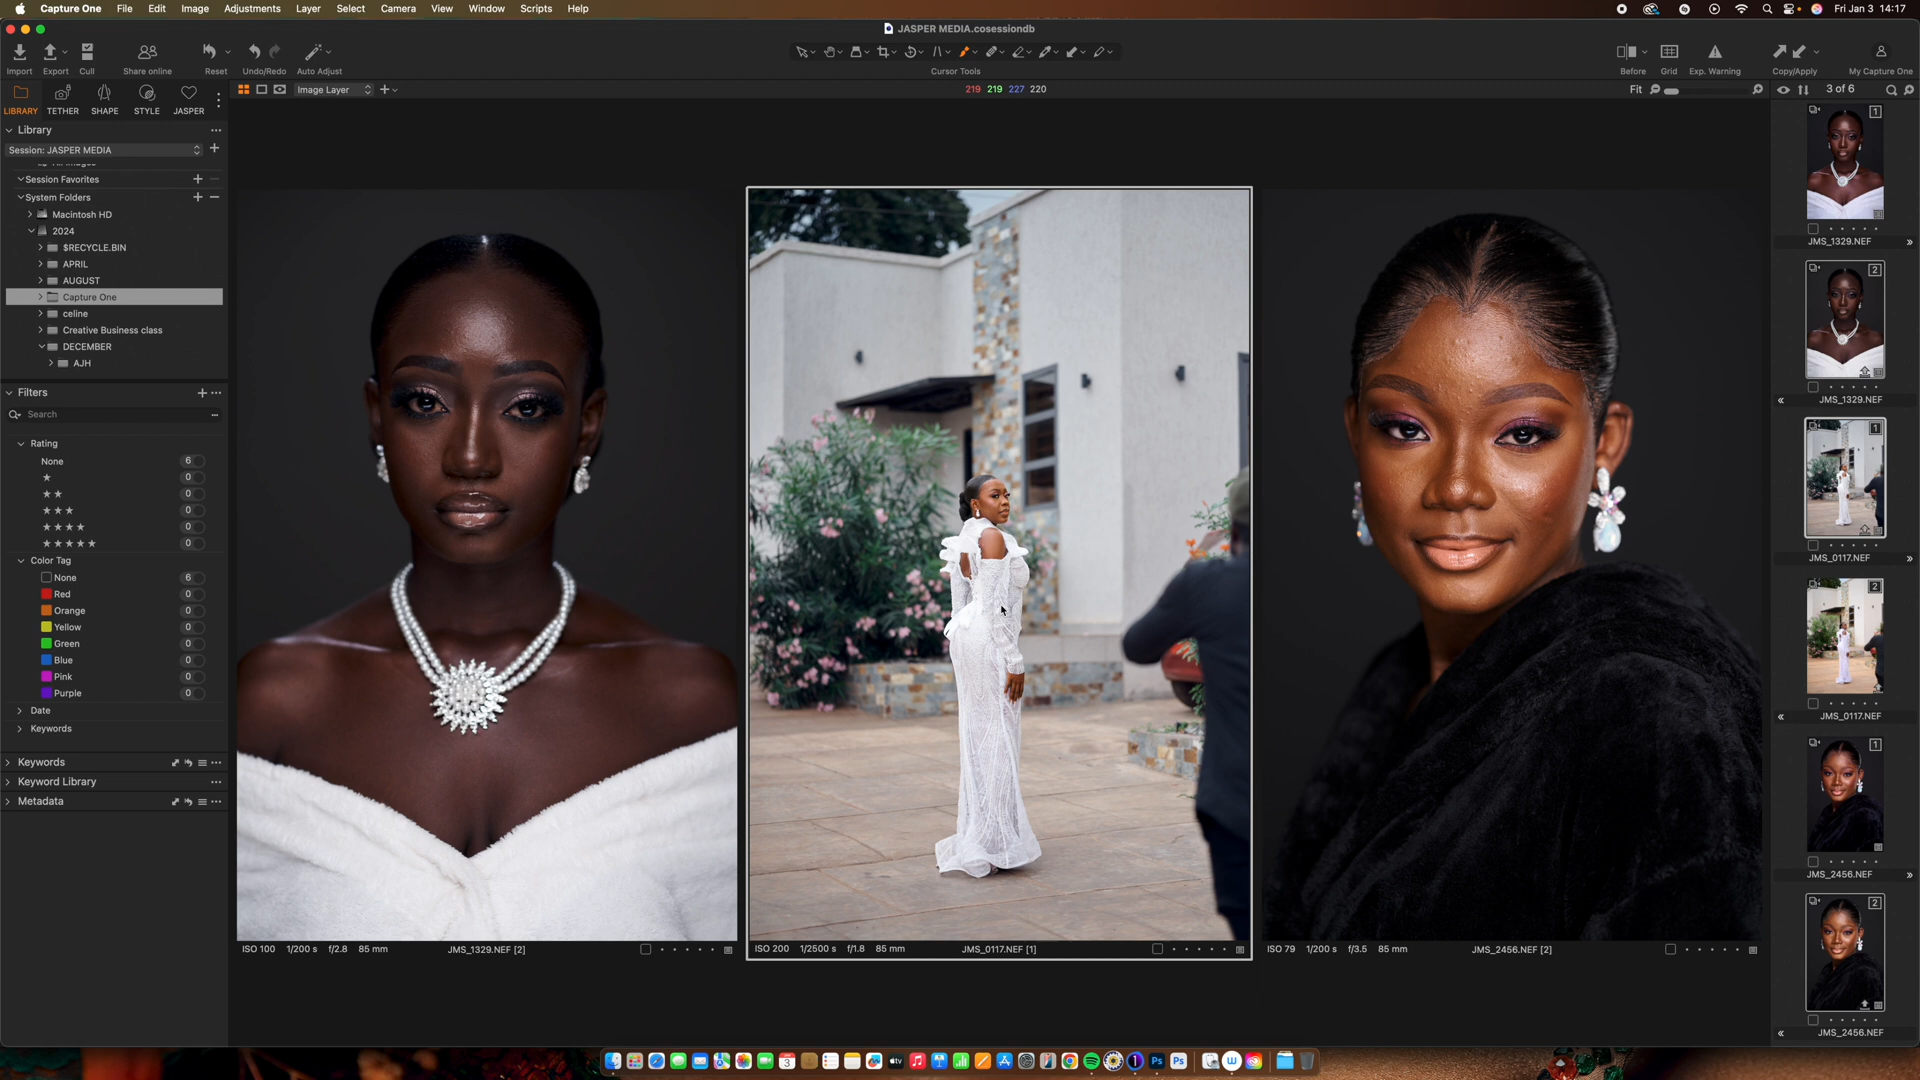 Capture One File Edit Image Adjustments Layer Select Camera View Window Scripts Help
Fri Jan 3 14:17
JASPER MEDIA.cosessiondb
Import Export Cull Share online Reset Undo/Redo Auto Adjust
Cursor Tools
Before Grid Exp. Warning Copy/Apply My Capture One
LIBRARY TETHER SHAPE STYLE JASPER
Image Layer
219 219 227 220
Fit
3 of 6
Library
Session: JASPER MEDIA
Session Favorites
System Folders
Macintosh HD
2024
$RECYCLE.BIN
APRIL
AUGUST
Capture One
celine
Creative Business class
DECEMBER
AJH
Filters
Search
Rating
None 6
★ 0
★★ 0
★★★ 0
★★★★ 0
★★★★★ 0
Color Tag
None 6
Red 0
Orange 0
Yellow 0
Green 0
Blue 0
Pink 0
Purple 0
Date
Keywords
Keywords
Keyword Library
Metadata
ISO 100 1/200 s f/2.8 85 mm JMS_1329.NEF [2]
ISO 200 1/2500 s f/1.8 85 mm JMS_0117.NEF [1]
ISO 79 1/200 s f/3.5 85 mm JMS_2456.NEF [2]
1
JMS_1329.NEF
2
JMS_1329.NEF
1
JMS_0117.NEF
2
JMS_0117.NEF
1
JMS_2456.NEF
2
JMS_2456.NEF